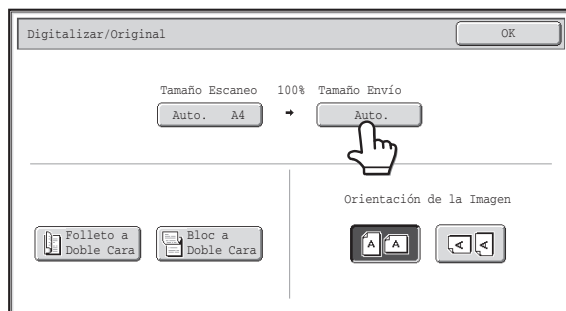 Digitalizar/Original
OK
Tamaño Escaneo 100% Tamaño Envío
Auto. A4 → Auto.
Orientación de la Imagen
Folleto a
Doble Cara
Bloc a
Doble Cara
A A A A